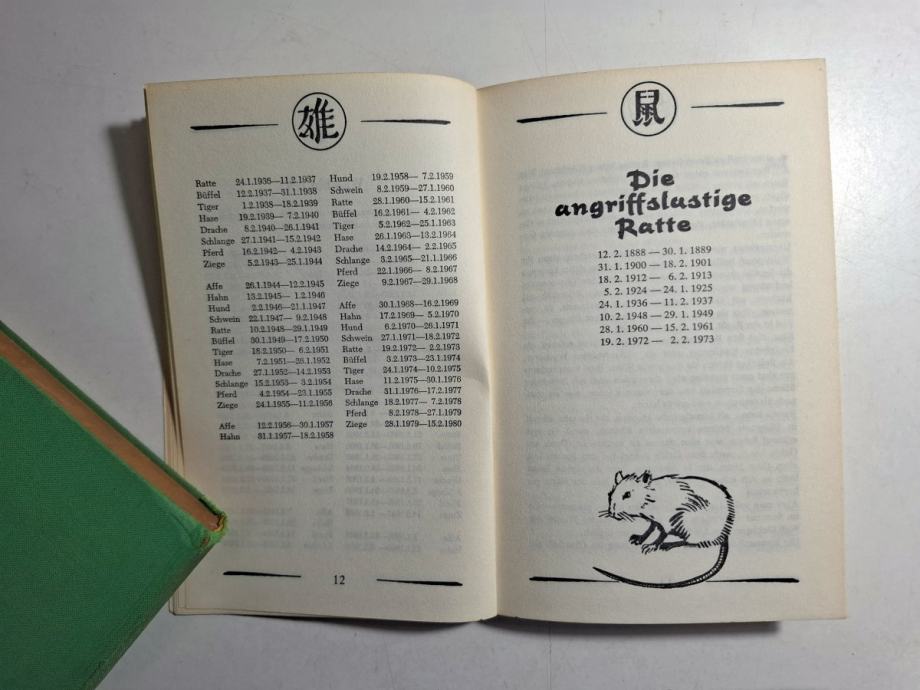 雄
Ratte 24.1.1938—11.2.1937
Büffel 12.2.1937—31.1.1938
Tiger 1.2.1938—18.2.1939
Hase 19.2.1939— 7.2.1940
Drache 8.2.1940—26.1.1941
Schlange 27.1.1941—15.2.1942
Pferd 16.2.1942— 4.2.1943
Ziege 5.2.1943—25.1.1944
Affe 26.1.1944—12.2.1945
Hahn 13.2.1945— 1.2.1946
Hund 2.2.1946—21.1.1947
Schwein 22.1.1947— 9.2.1948
Ratte 10.2.1948—29.1.1949
Büffel 30.1.1949—17.2.1950
Tiger 18.2.1950— 6.2.1951
Hase 7.2.1951—26.1.1952
Drache 27.1.1952—14.2.1953
Schlange 15.2.1953— 3.2.1954
Pferd 4.2.1954—23.1.1955
Ziege 24.1.1955—11.2.1956
Affe 12.2.1956—30.1.1957
Hahn 31.1.1957—18.2.1958
Hund 19.2.1958— 7.2.1959
Schwein 8.2.1959—27.1.1960
Ratte 28.1.1960—15.2.1961
Büffel 16.2.1961— 4.2.1962
Tiger 5.2.1962—25.1.1963
Hase 26.1.1963—13.2.1964
Drache 14.2.1964— 2.2.1965
Schlange 3.2.1965—21.1.1966
Pferd 22.1.1966— 8.2.1967
Ziege 9.2.1967—29.1.1968
Affe 30.1.1968—16.2.1969
Hahn 17.2.1969— 5.2.1970
Hund 6.2.1970—26.1.1971
Schwein 27.1.1971—18.2.1972
Ratte 19.2.1972— 2.2.1973
Büffel 3.2.1973—23.1.1974
Tiger 24.1.1974—10.2.1975
Hase 11.2.1975—30.1.1976
Drache 31.1.1976—17.2.1977
Schlange 18.2.1977— 7.2.1978
Pferd 8.2.1978—27.1.1979
Ziege 28.1.1979—15.2.1980
12
鼠
Die
angriffslustige
Ratte
12. 2. 1888 — 30. 1. 1889
31. 1. 1900 — 18. 2. 1901
18. 2. 1912 — 6. 2. 1913
5. 2. 1924 — 24. 1. 1925
24. 1. 1936 — 11. 2. 1937
10. 2. 1948 — 29. 1. 1949
28. 1. 1960 — 15. 2. 1961
19. 2. 1972 — 2. 2. 1973